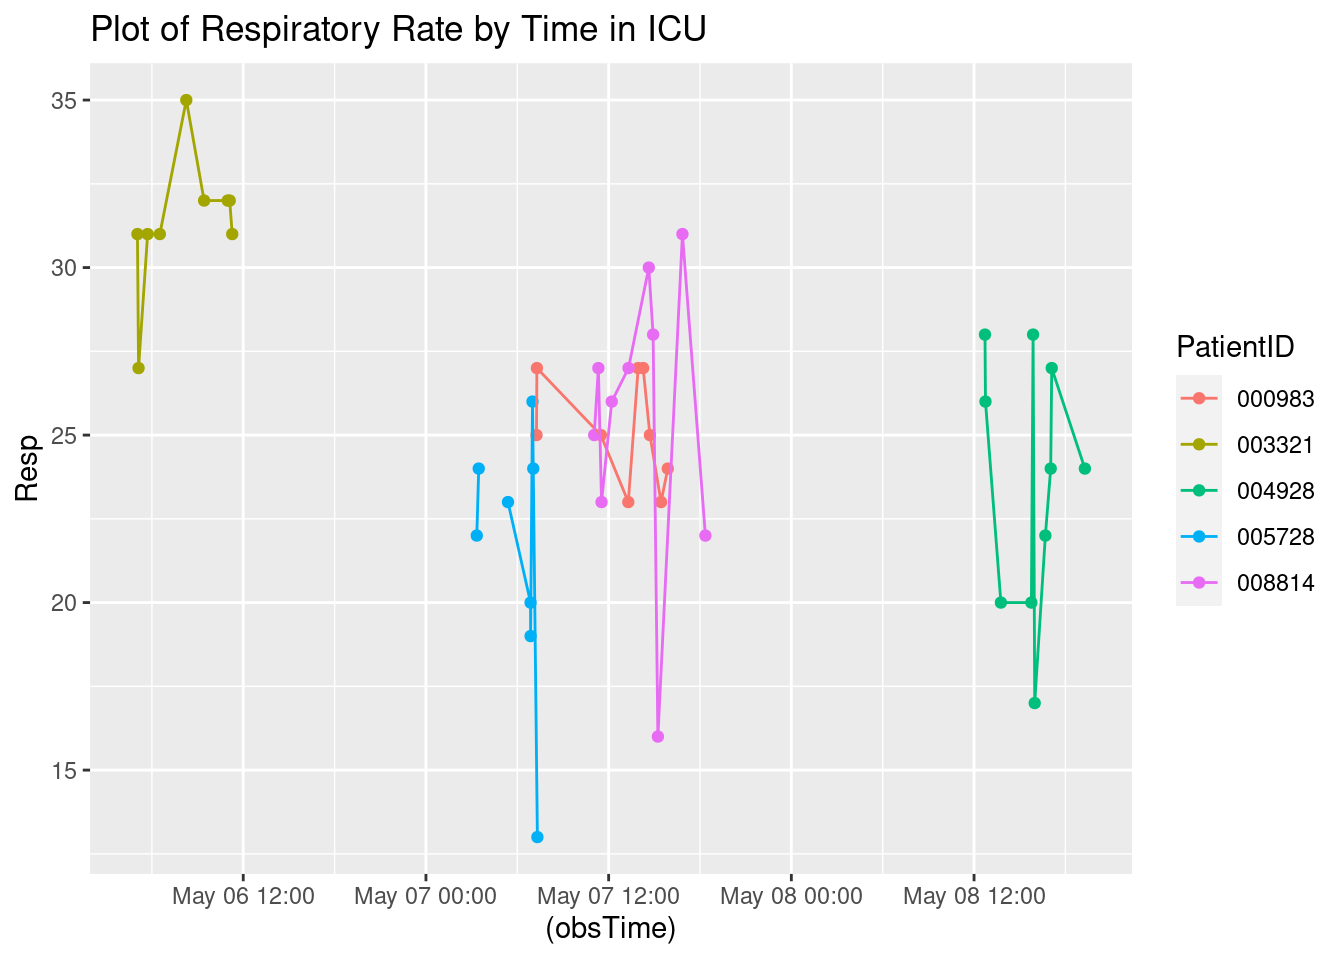 Plot of Respiratory Rate by Time in ICU
35
30
25
20
15
Resp
May 06 12:00
May 07 00:00
May 07 12:00
May 08 00:00
May 08 12:00
(obsTime)
PatientID
000983
003321
004928
005728
008814